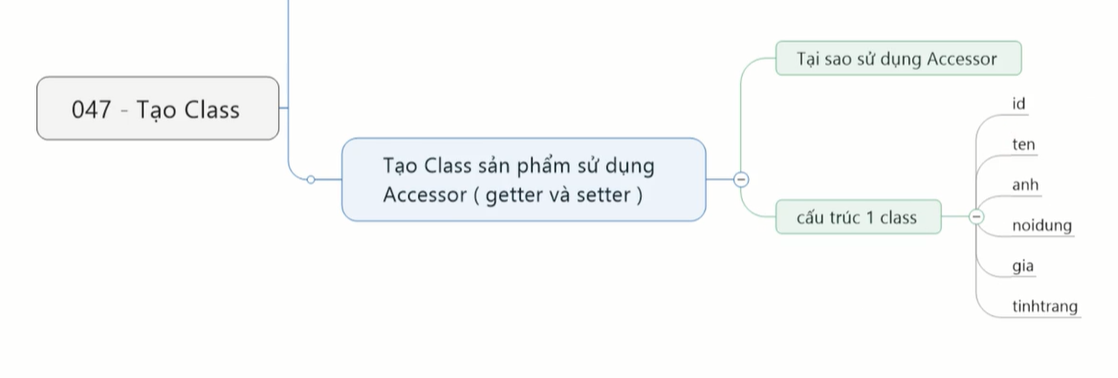 047 - Tạo Class
Tạo Class sản phẩm sử dụng
Accessor ( getter và setter )
Tại sao sử dụng Accessor
cấu trúc 1 class
id
ten
anh
noidung
gia
tinhtrang